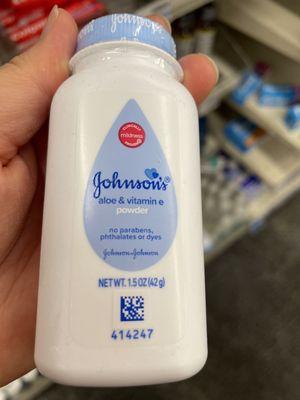 Johnson's
CLINICALLY
mildness
PROVEN
Johnson's
aloe & vitamin e
powder
no parabens,
phthalates or dyes
Johnson & Johnson
NET WT. 1.5 OZ (42g)
414247